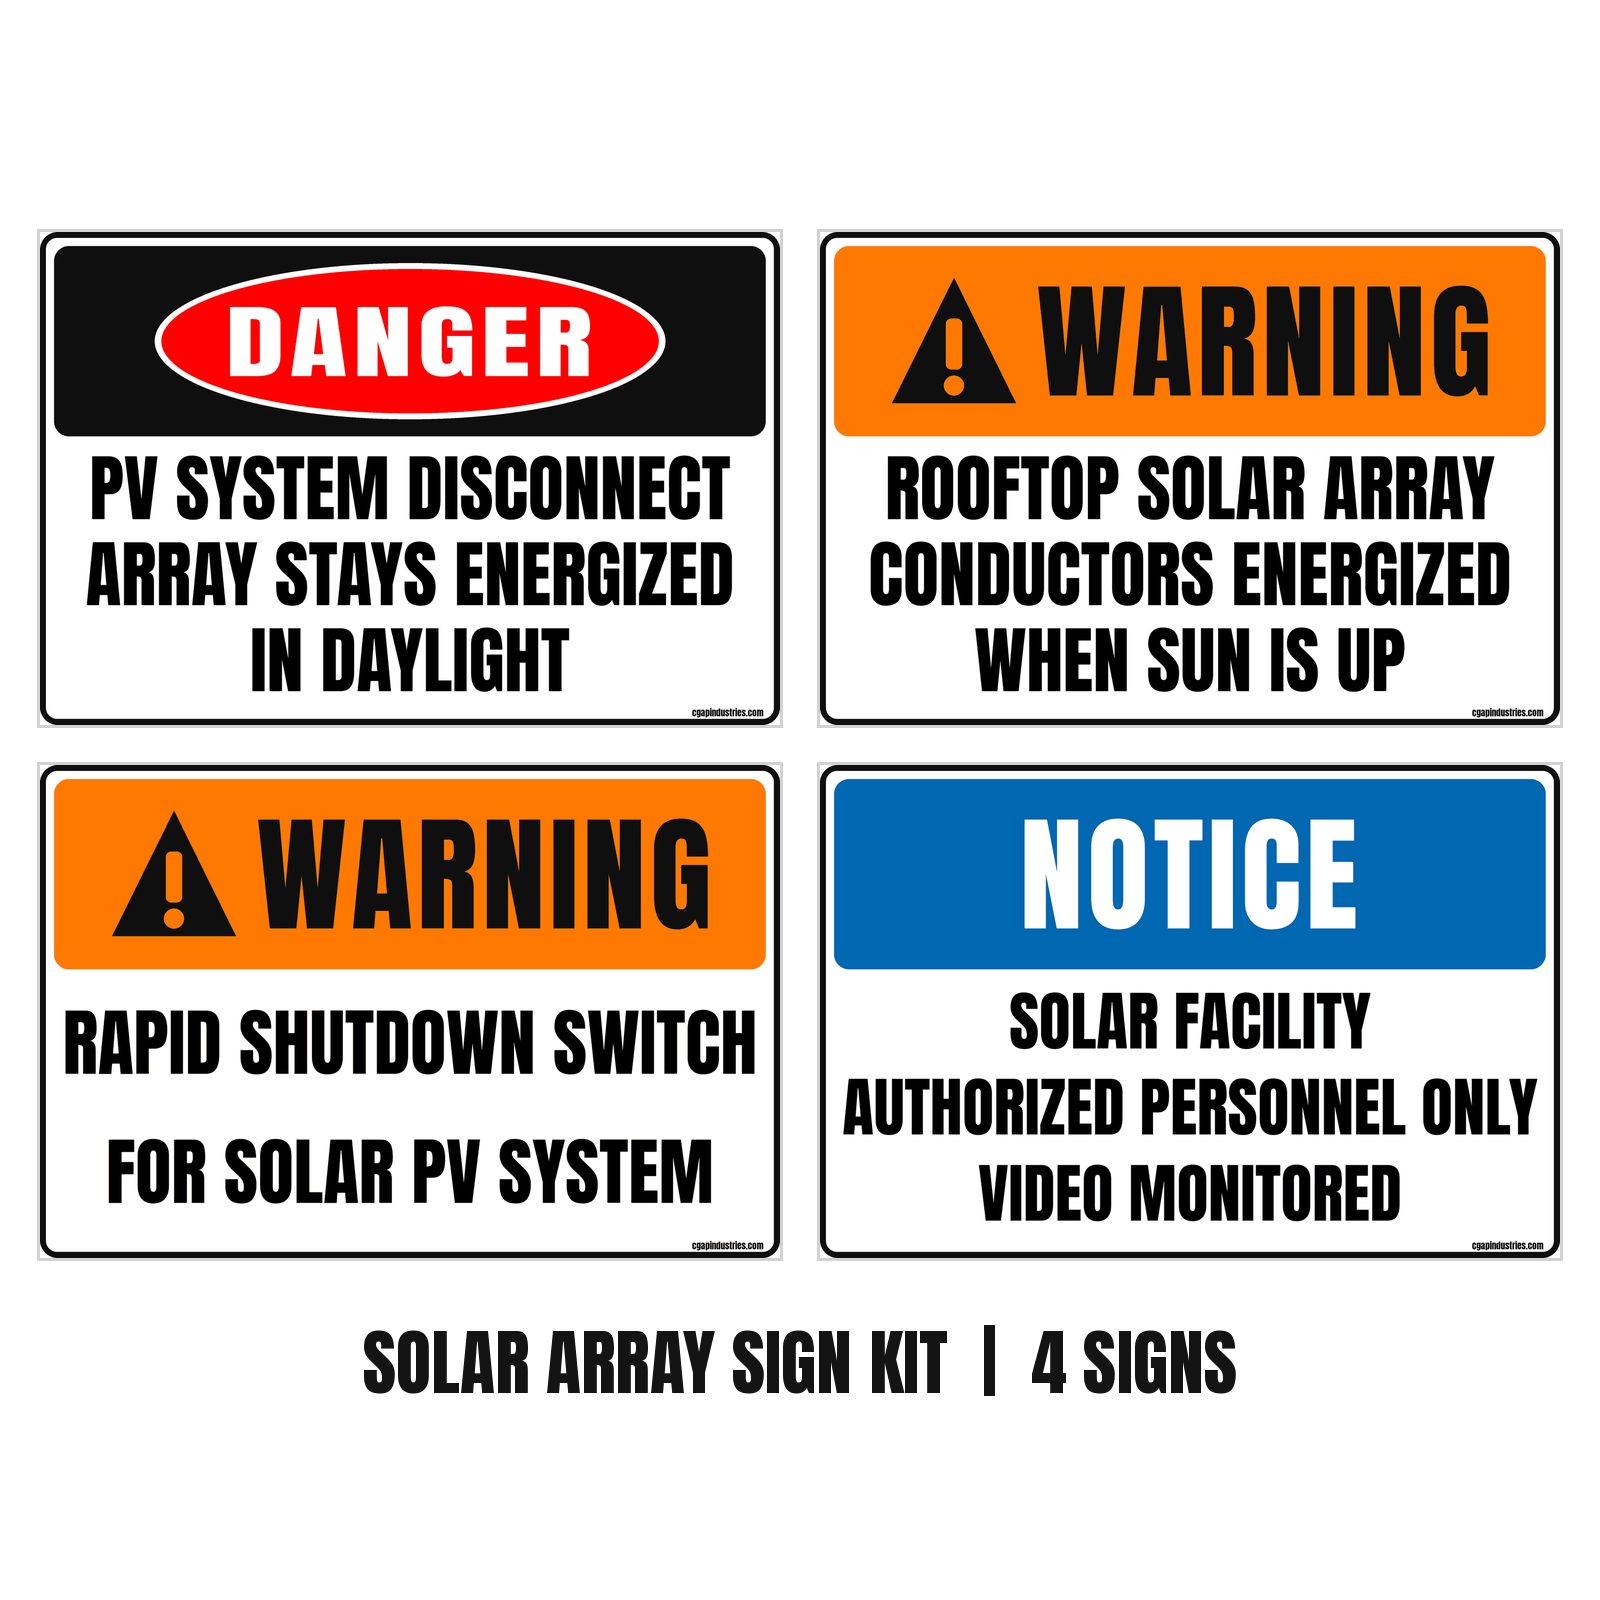 DANGER
PV SYSTEM DISCONNECT
ARRAY STAYS ENERGIZED
IN DAYLIGHT
cgapindustries.com
WARNING
ROOFTOP SOLAR ARRAY
CONDUCTORS ENERGIZED
WHEN SUN IS UP
cgapindustries.com
WARNING
RAPID SHUTDOWN SWITCH
FOR SOLAR PV SYSTEM
cgapindustries.com
NOTICE
SOLAR FACILITY
AUTHORIZED PERSONNEL ONLY
VIDEO MONITORED
cgapindustries.com
SOLAR ARRAY SIGN KIT | 4 SIGNS